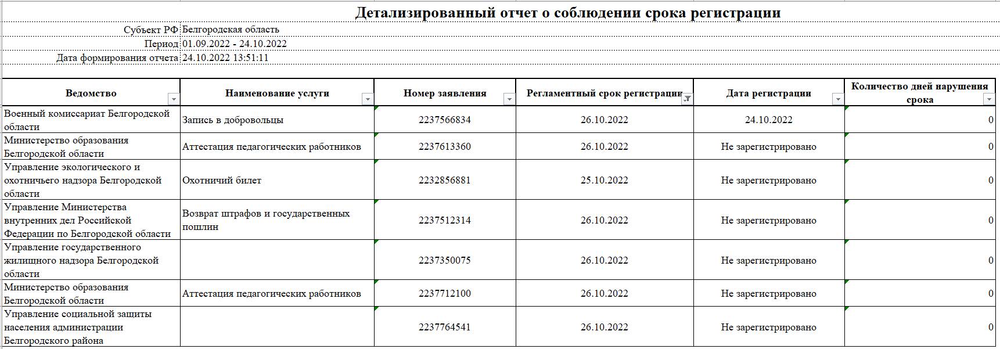 Детализированный отчет о соблюдении срока регистрации
Субъект РФ Белгородская область
Период 01.09.2022 - 24.10.2022
Дата формирования отчета 24.10.2022 13:51:11
Ведомство Наименование услуги Номер заявления Регламентный срок регистрации Дата регистрации Количество дней нарушения
срока
Военный комиссариат Белгородской
области Запись в добровольцы 2237566834 26.10.2022 24.10.2022 0
Министерство образования
Белгородской области Аттестация педагогических работников 2237613360 26.10.2022 Не зарегистрировано 0
Управление экологического и
охотничьего надзора Белгородской Охотничий билет 2232856881 25.10.2022 Не зарегистрировано 0
области
Управление Министерства
внутренних дел Российской
Федерации по Белгородской области
Возврат штрафов и государственных
пошлин
2237512314 26.10.2022 Не зарегистрировано 0
Управление государственного
жилищного надзора Белгородской 2237350075 26.10.2022 Не зарегистрировано 0
области
Министерство образования
Белгородской области Аттестация педагогических работников 2237712100 26.10.2022 Не зарегистрировано 0
Управление социальной защиты
населения администрации 2237764541 26.10.2022 Не зарегистрировано 0
Белгородского района